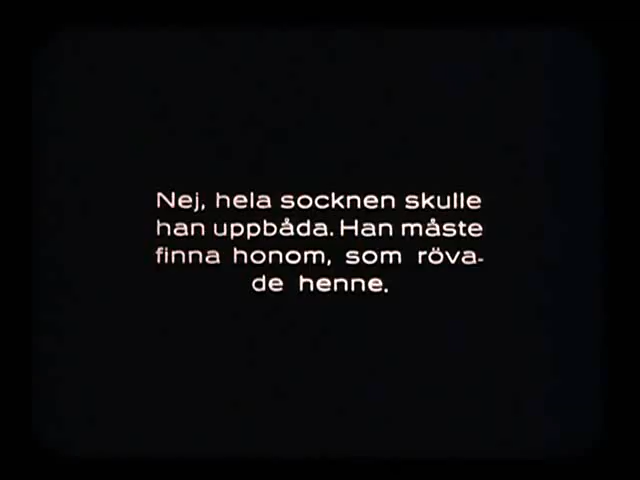 Nej, hela socknen skulle
han uppbåda. Han måste
finna honom, som röva-
de henne.